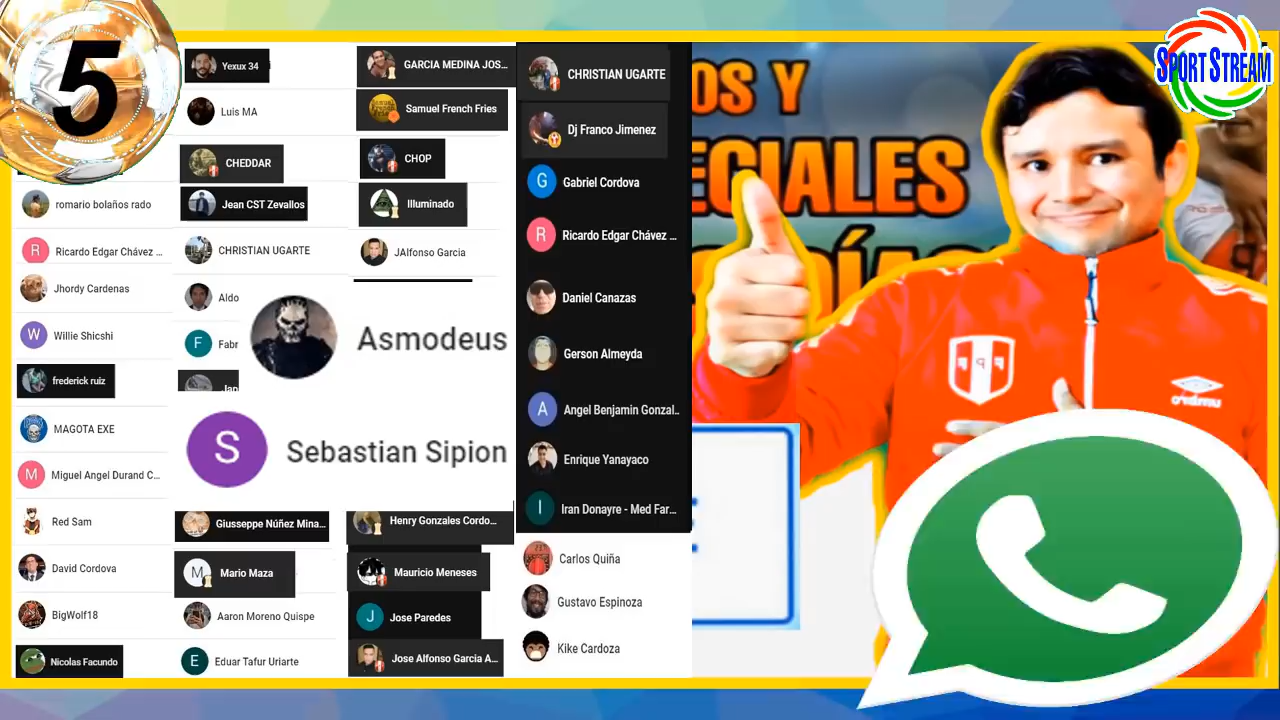 5
romario bolaños rado
Ricardo Edgar Chávez ...
Jhordy Cardenas
Willie Shicshi
frederick ruiz
MAGOTA EXE
Miguel Angel Durand C...
Red Sam
David Cordova
BigWolf18
Nicolas Facundo
Yexux 34
Luis MA
CHEDDAR
Jean CST Zevallos
CHRISTIAN UGARTE
Aldo
Fabr
Asmodeus
S
Sebastian Sipion
Giusseppe Núñez Mina...
Mario Maza
Aaron Moreno Quispe
Eduar Tafur Uriarte
GARCIA MEDINA JOS...
Samuel French Fries
CHOP
Illuminado
JAlfonso Garcia
Henry Gonzales Cordo...
Mauricio Meneses
Jose Paredes
Jose Alfonso Garcia A...
CHRISTIAN UGARTE
Dj Franco Jimenez
Gabriel Cordova
Ricardo Edgar Chávez ...
Daniel Canazas
Gerson Almeyda
Angel Benjamin Gonzal..
Enrique Yanayaco
Iran Donayre - Med Far...
Carlos Quiña
Gustavo Espinoza
Kike Cardoza
OS Y
ECIALES
SPORT STREAM
umbro